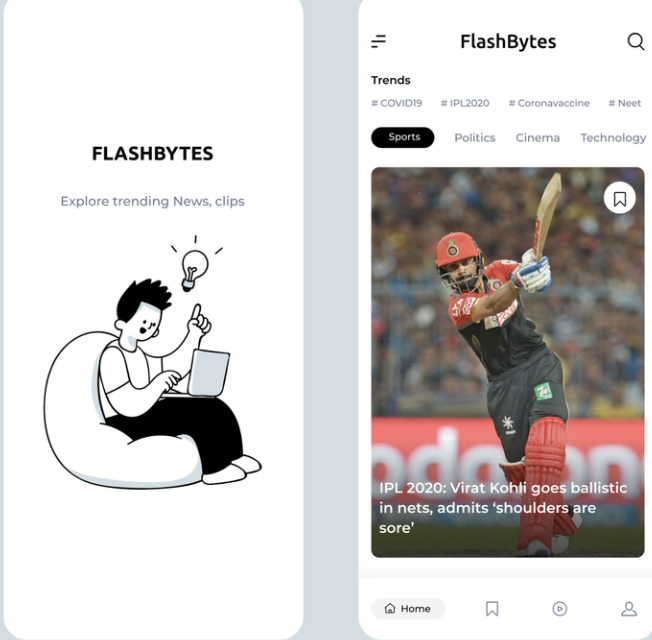 FLASHBYTES
Explore trending News, clips
FlashBytes
Trends
# COVID19 # IPL2020 # Coronavaccine # Neet
Sports Politics Cinema Technology
IPL 2020: Virat Kohli goes ballistic
in nets, admits ‘shoulders are
sore’
Home